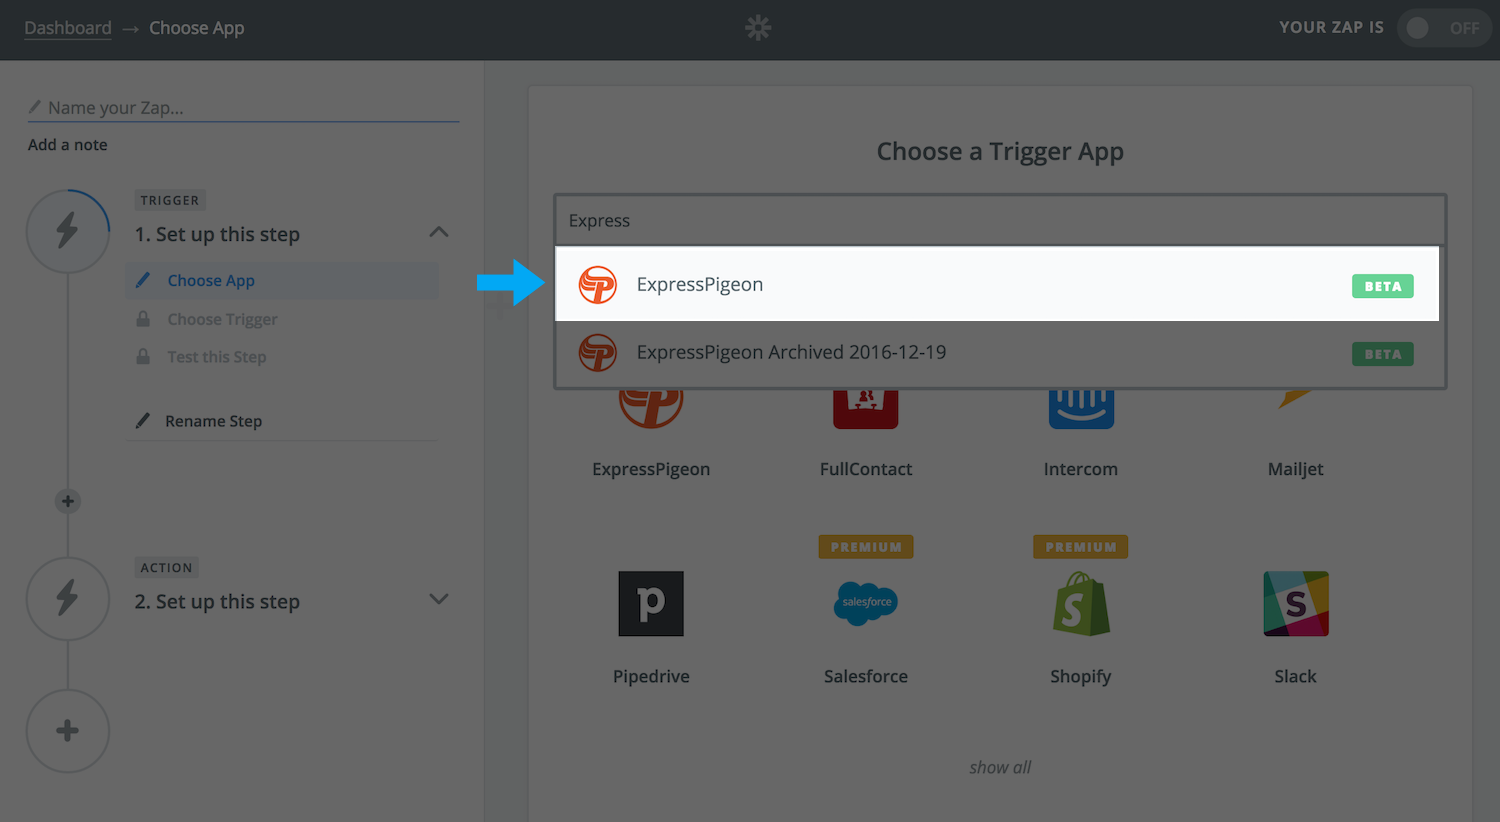 Dashboard → Choose App
YOUR ZAP IS
OFF
Name your Zap...
Add a note
TRIGGER
1. Set up this step
Choose App
Choose Trigger
Test this Step
Rename Step
ACTION
2. Set up this step
Choose a Trigger App
Express
ExpressPigeon
BETA
ExpressPigeon Archived 2016-12-19
BETA
ExpressPigeon
FullContact
Intercom
Mailjet
PREMIUM
PREMIUM
p
salesforce
S
S
Pipedrive
Salesforce
Shopify
Slack
show all